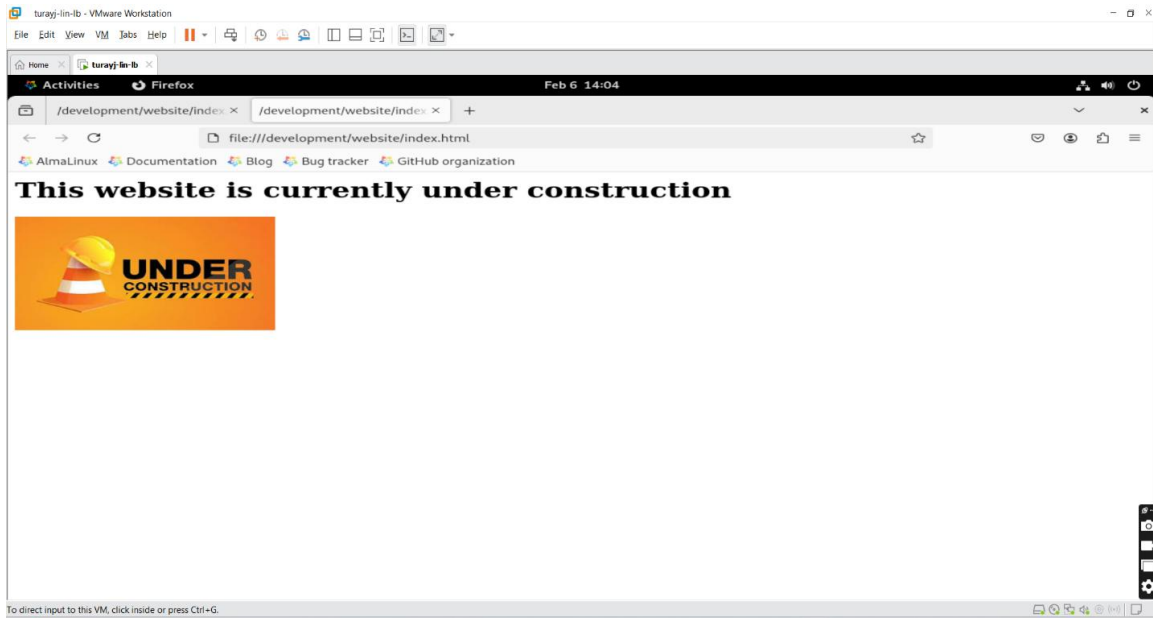 turayj-lin-lb - VMware Workstation
File Edit View VM Tabs Help
Home turayj-lin-lb
Activities Firefox Feb 6 14:04
/development/website/index /development/website/index
file:///development/website/index.html
AlmaLinux Documentation Blog Bug tracker GitHub organization
This website is currently under construction
UNDER
CONSTRUCTION
To direct input to this VM, click inside or press Ctrl+G.